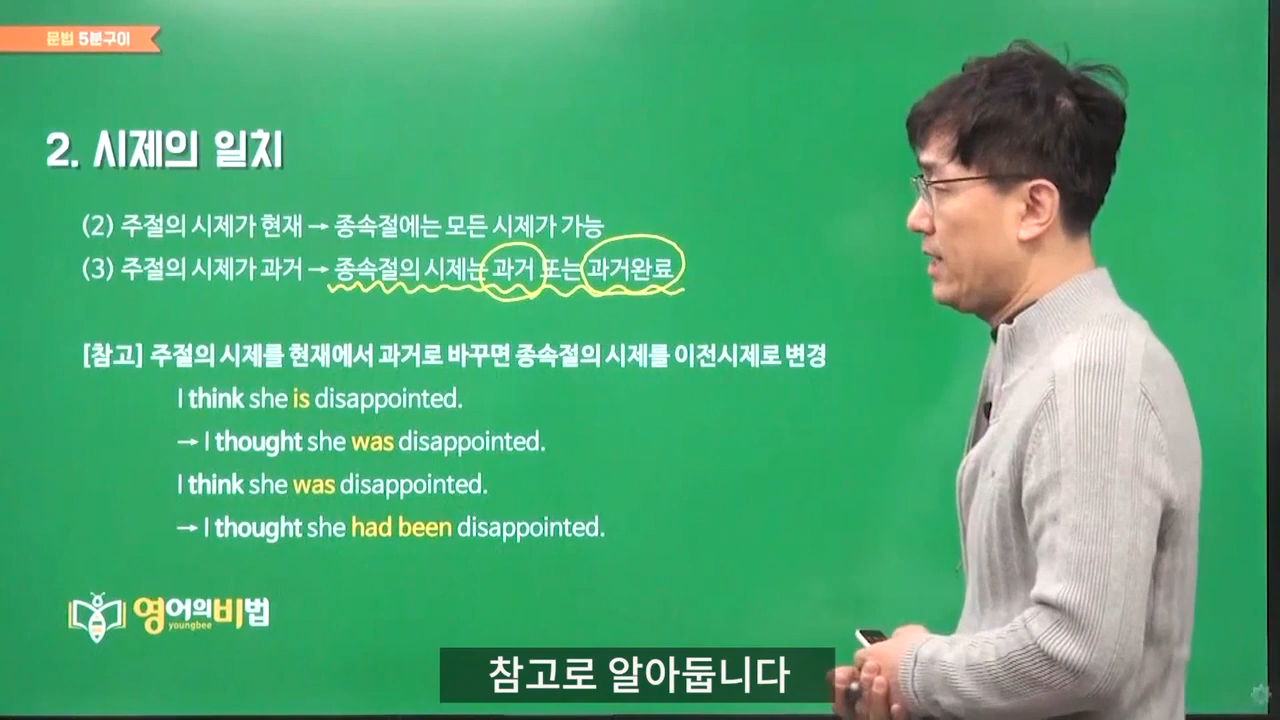 문법 5분구이
2. 시제의 일치
(2) 주절의 시제가 현재 → 종속절에는 모든 시제가 가능
(3) 주절의 시제가 과거 → 종속절의 시제는 과거 또는 과거완료
[참고] 주절의 시제를 현재에서 과거로 바꾸면 종속절의 시제를 이전시제로 변경
I think she is disappointed.
→ I thought she was disappointed.
I think she was disappointed.
→ I thought she had been disappointed.
영어의비법
youngbee
참고로 알아둡니다